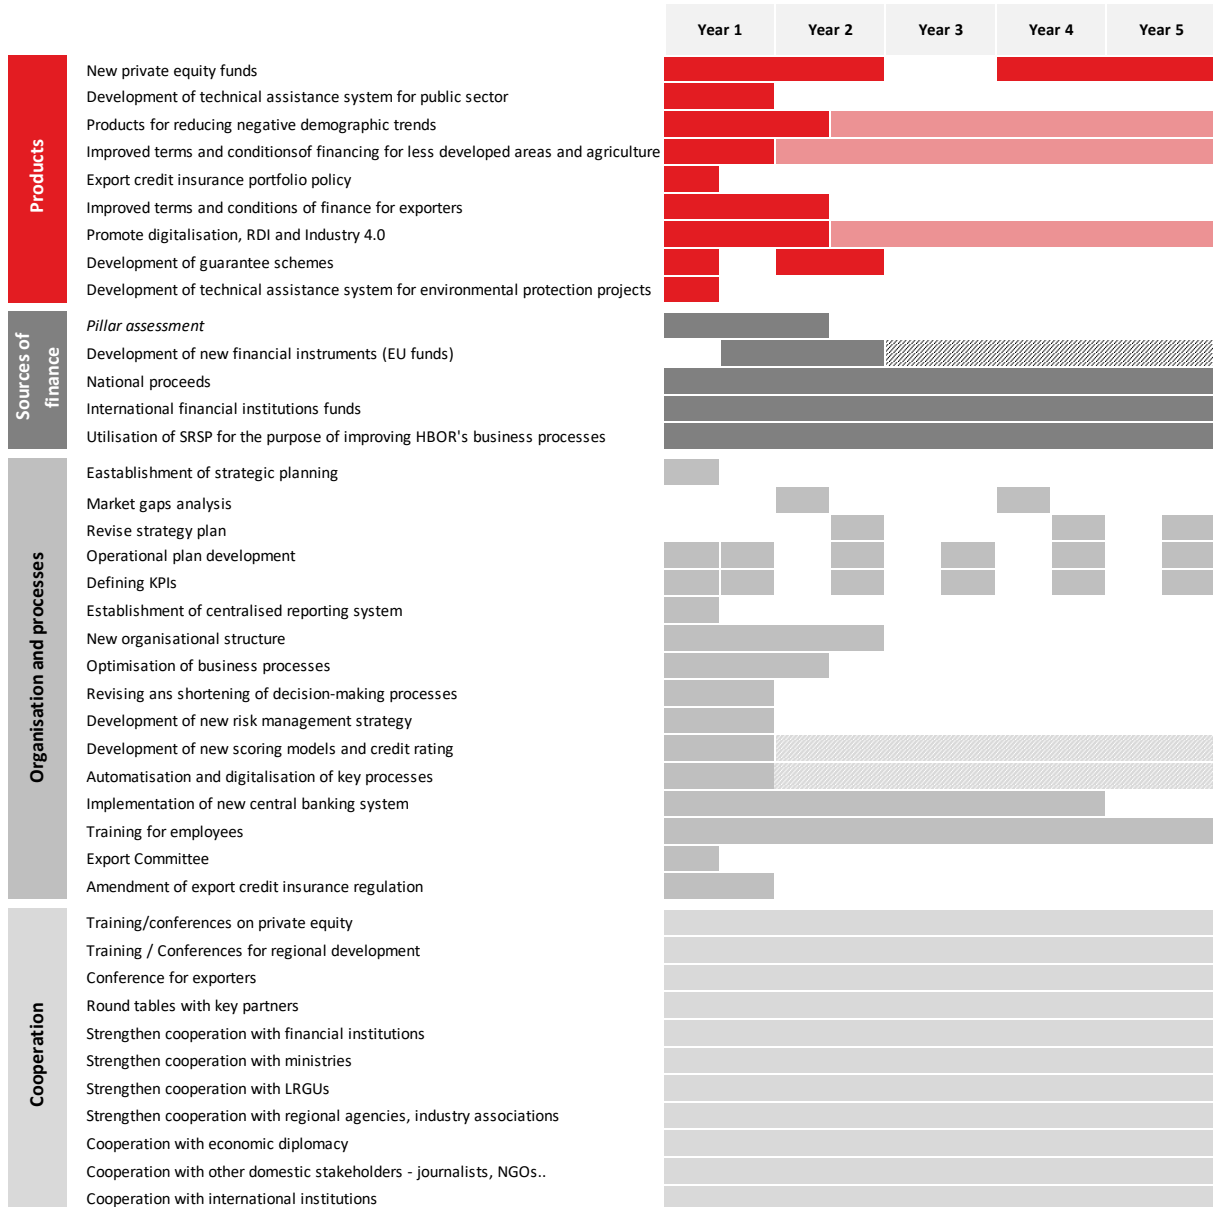 Year 1 Year 2 Year 3 Year 4 Year 5
Products
New private equity funds
Development of technical assistance system for public sector
Products for reducing negative demographic trends
Improved terms and conditionsof financing for less developed areas and agriculture
Export credit insurance portfolio policy
Improved terms and conditions of finance for exporters
Promote digitalisation, RDI and Industry 4.0
Development of guarantee schemes
Development of technical assistance system for environmental protection projects
Sources of
finance
Pillar assessment
Development of new financial instruments (EU funds)
National proceeds
International financial institutions funds
Utilisation of SRSP for the purpose of improving HBOR's business processes
Organisation and processes
Eastablishment of strategic planning
Market gaps analysis
Revise strategy plan
Operational plan development
Defining KPIs
Establishment of centralised reporting system
New organisational structure
Optimisation of business processes
Revising ans shortening of decision-making processes
Development of new risk management strategy
Development of new scoring models and credit rating
Automatisation and digitalisation of key processes
Implementation of new central banking system
Training for employees
Export Committee
Amendment of export credit insurance regulation
Cooperation
Training/conferences on private equity
Training / Conferences for regional development
Conference for exporters
Round tables with key partners
Strengthen cooperation with financial institutions
Strengthen cooperation with ministries
Strengthen cooperation with LRGUs
Strengthen cooperation with regional agencies, industry associations
Cooperation with economic diplomacy
Cooperation with other domestic stakeholders - journalists, NGOs..
Cooperation with international institutions